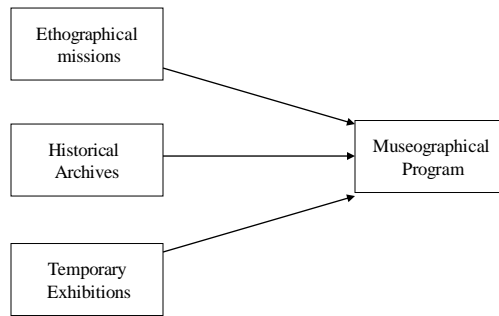 Ethographical
missions
Historical
Archives
Museographical
Program
Temporary
Exhibitions